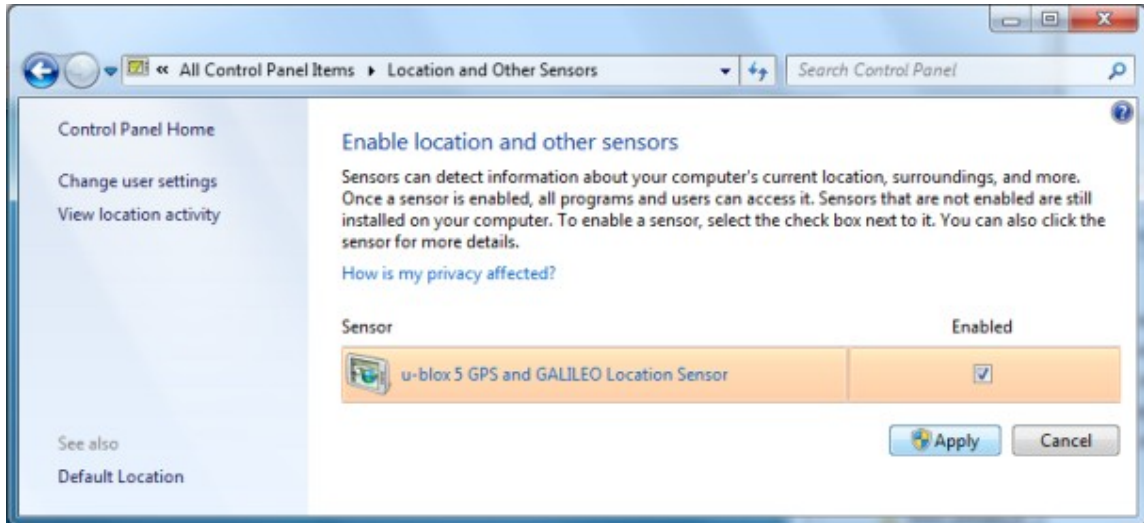 « All Control Panel Items ▸ Location and Other Sensors
Search Control Panel
Control Panel Home
Change user settings
View location activity
See also
Default Location
Enable location and other sensors
Sensors can detect information about your computer's current location, surroundings, and more.
Once a sensor is enabled, all programs and users can access it. Sensors that are not enabled are still
installed on your computer. To enable a sensor, select the check box next to it. You can also click the
sensor for more details.
How is my privacy affected?
Sensor Enabled
u-blox 5 GPS and GALILEO Location Sensor
Apply Cancel